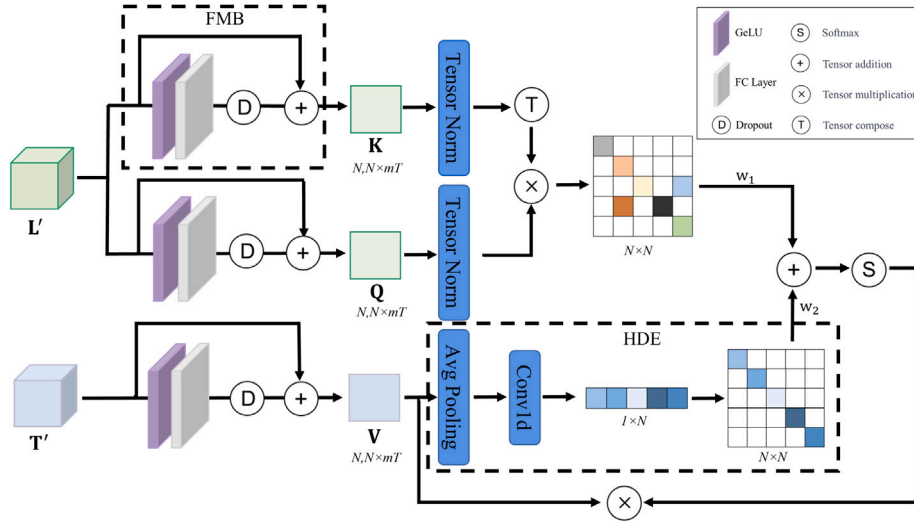 FMB
D
+
K
N,N×mT
Tensor Norm
T
×
L′
D
+
Q
N,N×mT
Tensor Norm
N×N
w₁
+
S
w₂
T′
D
+
V
N,N×mT
HDE
Avg Pooling
Conv1d
1×N
N×N
×
GeLU
FC Layer
D Dropout
S Softmax
+ Tensor addition
× Tensor multiplication
T Tensor compose